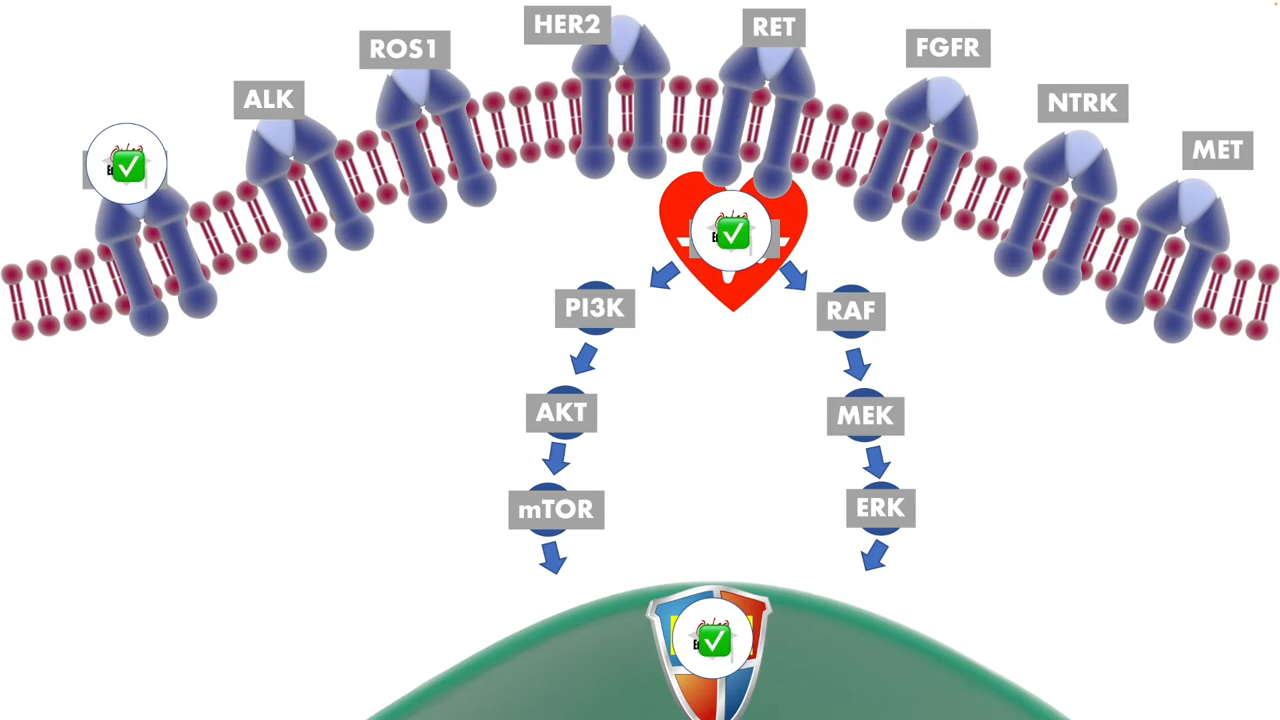 HER2
RET
ROS1
FGFR
ALK
NTRK
MET
PI3K
RAF
AKT
MEK
mTOR
ERK